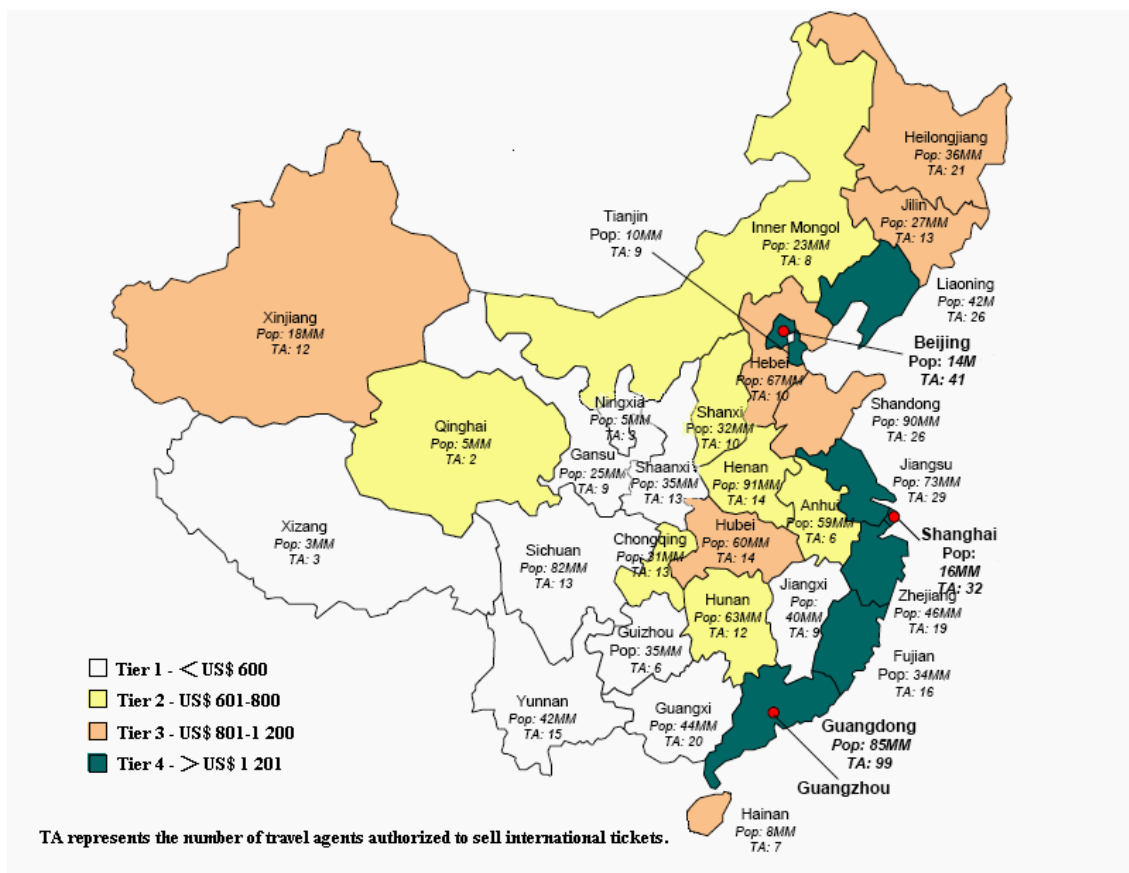 Heilongjiang
Pop: 36MM
TA: 21
Jilin
Pop: 27MM
TA: 13
Tianjin
Pop: 10MM
TA: 9
Inner Mongol
Pop: 23MM
TA: 8
Liaoning
Pop: 42M
TA: 26
Xinjiang
Pop: 18MM
TA: 12
Beijing
Pop: 14M
TA: 41
Hebei
Pop: 67MM
TA: 10
Ningxia
Pop: 5MM
TA: 3
Shanxi
Pop: 32MM
TA: 10
Shandong
Pop: 90MM
TA: 26
Qinghai
Pop: 5MM
TA: 2
Gansu
Pop: 25MM
TA: 9
Shaanxi
Pop: 35MM
TA: 13
Henan
Pop: 91MM
TA: 14
Jiangsu
Pop: 73MM
TA: 29
Anhui
Pop: 59MM
TA: 6
Xizang
Pop: 3MM
TA: 3
Sichuan
Pop: 82MM
TA: 13
Chongqing
Pop: 31MM
TA: 13
Hubei
Pop: 60MM
TA: 14
Shanghai
Pop:
16MM
TA: 32
Jiangxi
Pop:
40MM
TA: 9
Zhejiang
Pop: 46MM
TA: 19
Hunan
Pop: 63MM
TA: 12
Guizhou
Pop: 35MM
TA: 6
Fujian
Pop: 34MM
TA: 16
Yunnan
Pop: 42MM
TA: 15
Guangxi
Pop: 44MM
TA: 20
Guangdong
Pop: 85MM
TA: 99
Guangzhou
Hainan
Pop: 8MM
TA: 7
Tier 1 - < US$ 600
Tier 2 - US$ 601-800
Tier 3 - US$ 801-1 200
Tier 4 - > US$ 1 201
TA represents the number of travel agents authorized to sell international tickets.